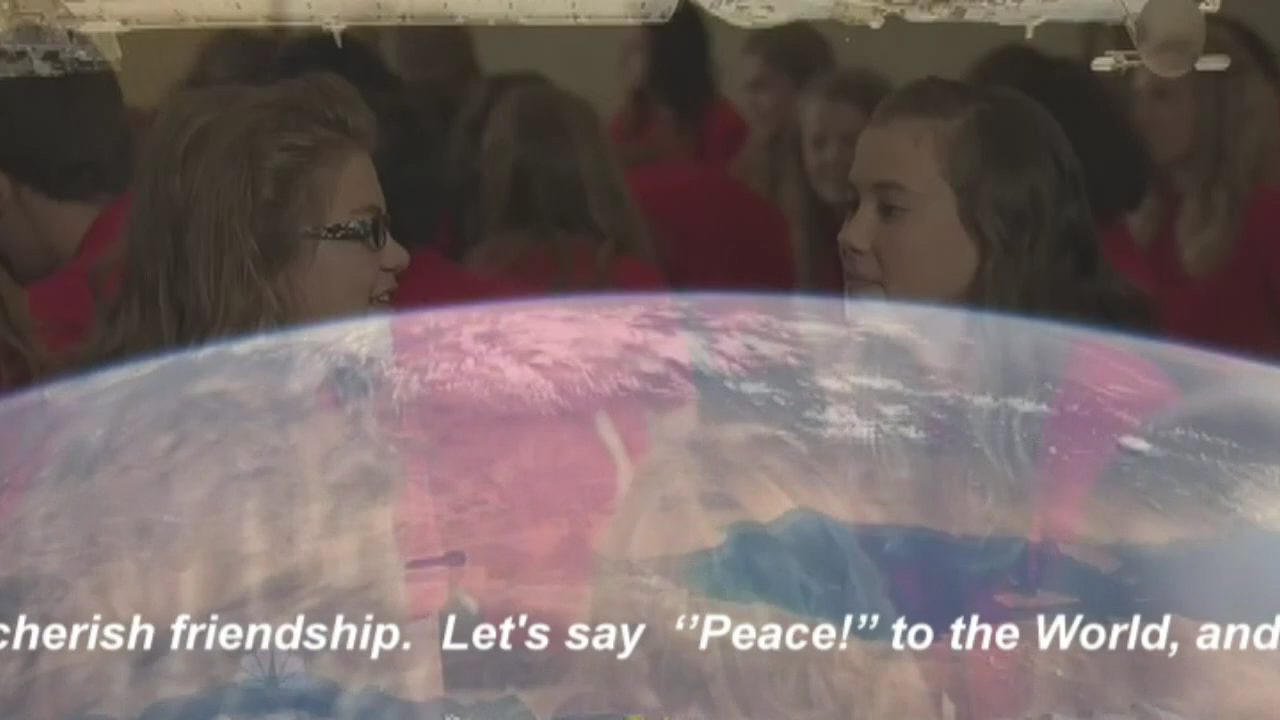 cherish friendship. Let's say ‘’Peace!’’ to the World, and